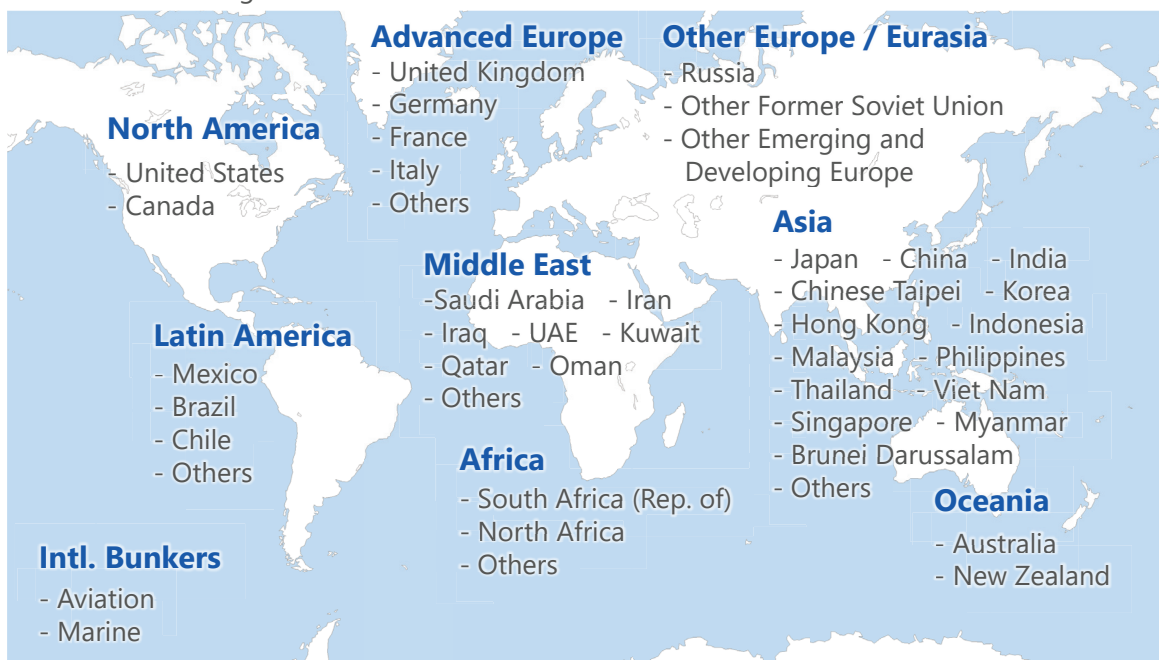 Advanced Europe
- United Kingdom
- Germany
- France
- Italy
- Others
Other Europe / Eurasia
- Russia
- Other Former Soviet Union
- Other Emerging and
Developing Europe
North America
- United States
- Canada
Asia
- Japan - China - India
- Chinese Taipei - Korea
- Hong Kong - Indonesia
- Malaysia - Philippines
- Thailand - Viet Nam
- Singapore - Myanmar
- Brunei Darussalam
- Others
Middle East
-Saudi Arabia - Iran
- Iraq - UAE - Kuwait
- Qatar - Oman
- Others
Latin America
- Mexico
- Brazil
- Chile
- Others
Africa
- South Africa (Rep. of)
- North Africa
- Others
Oceania
- Australia
- New Zealand
Intl. Bunkers
- Aviation
- Marine